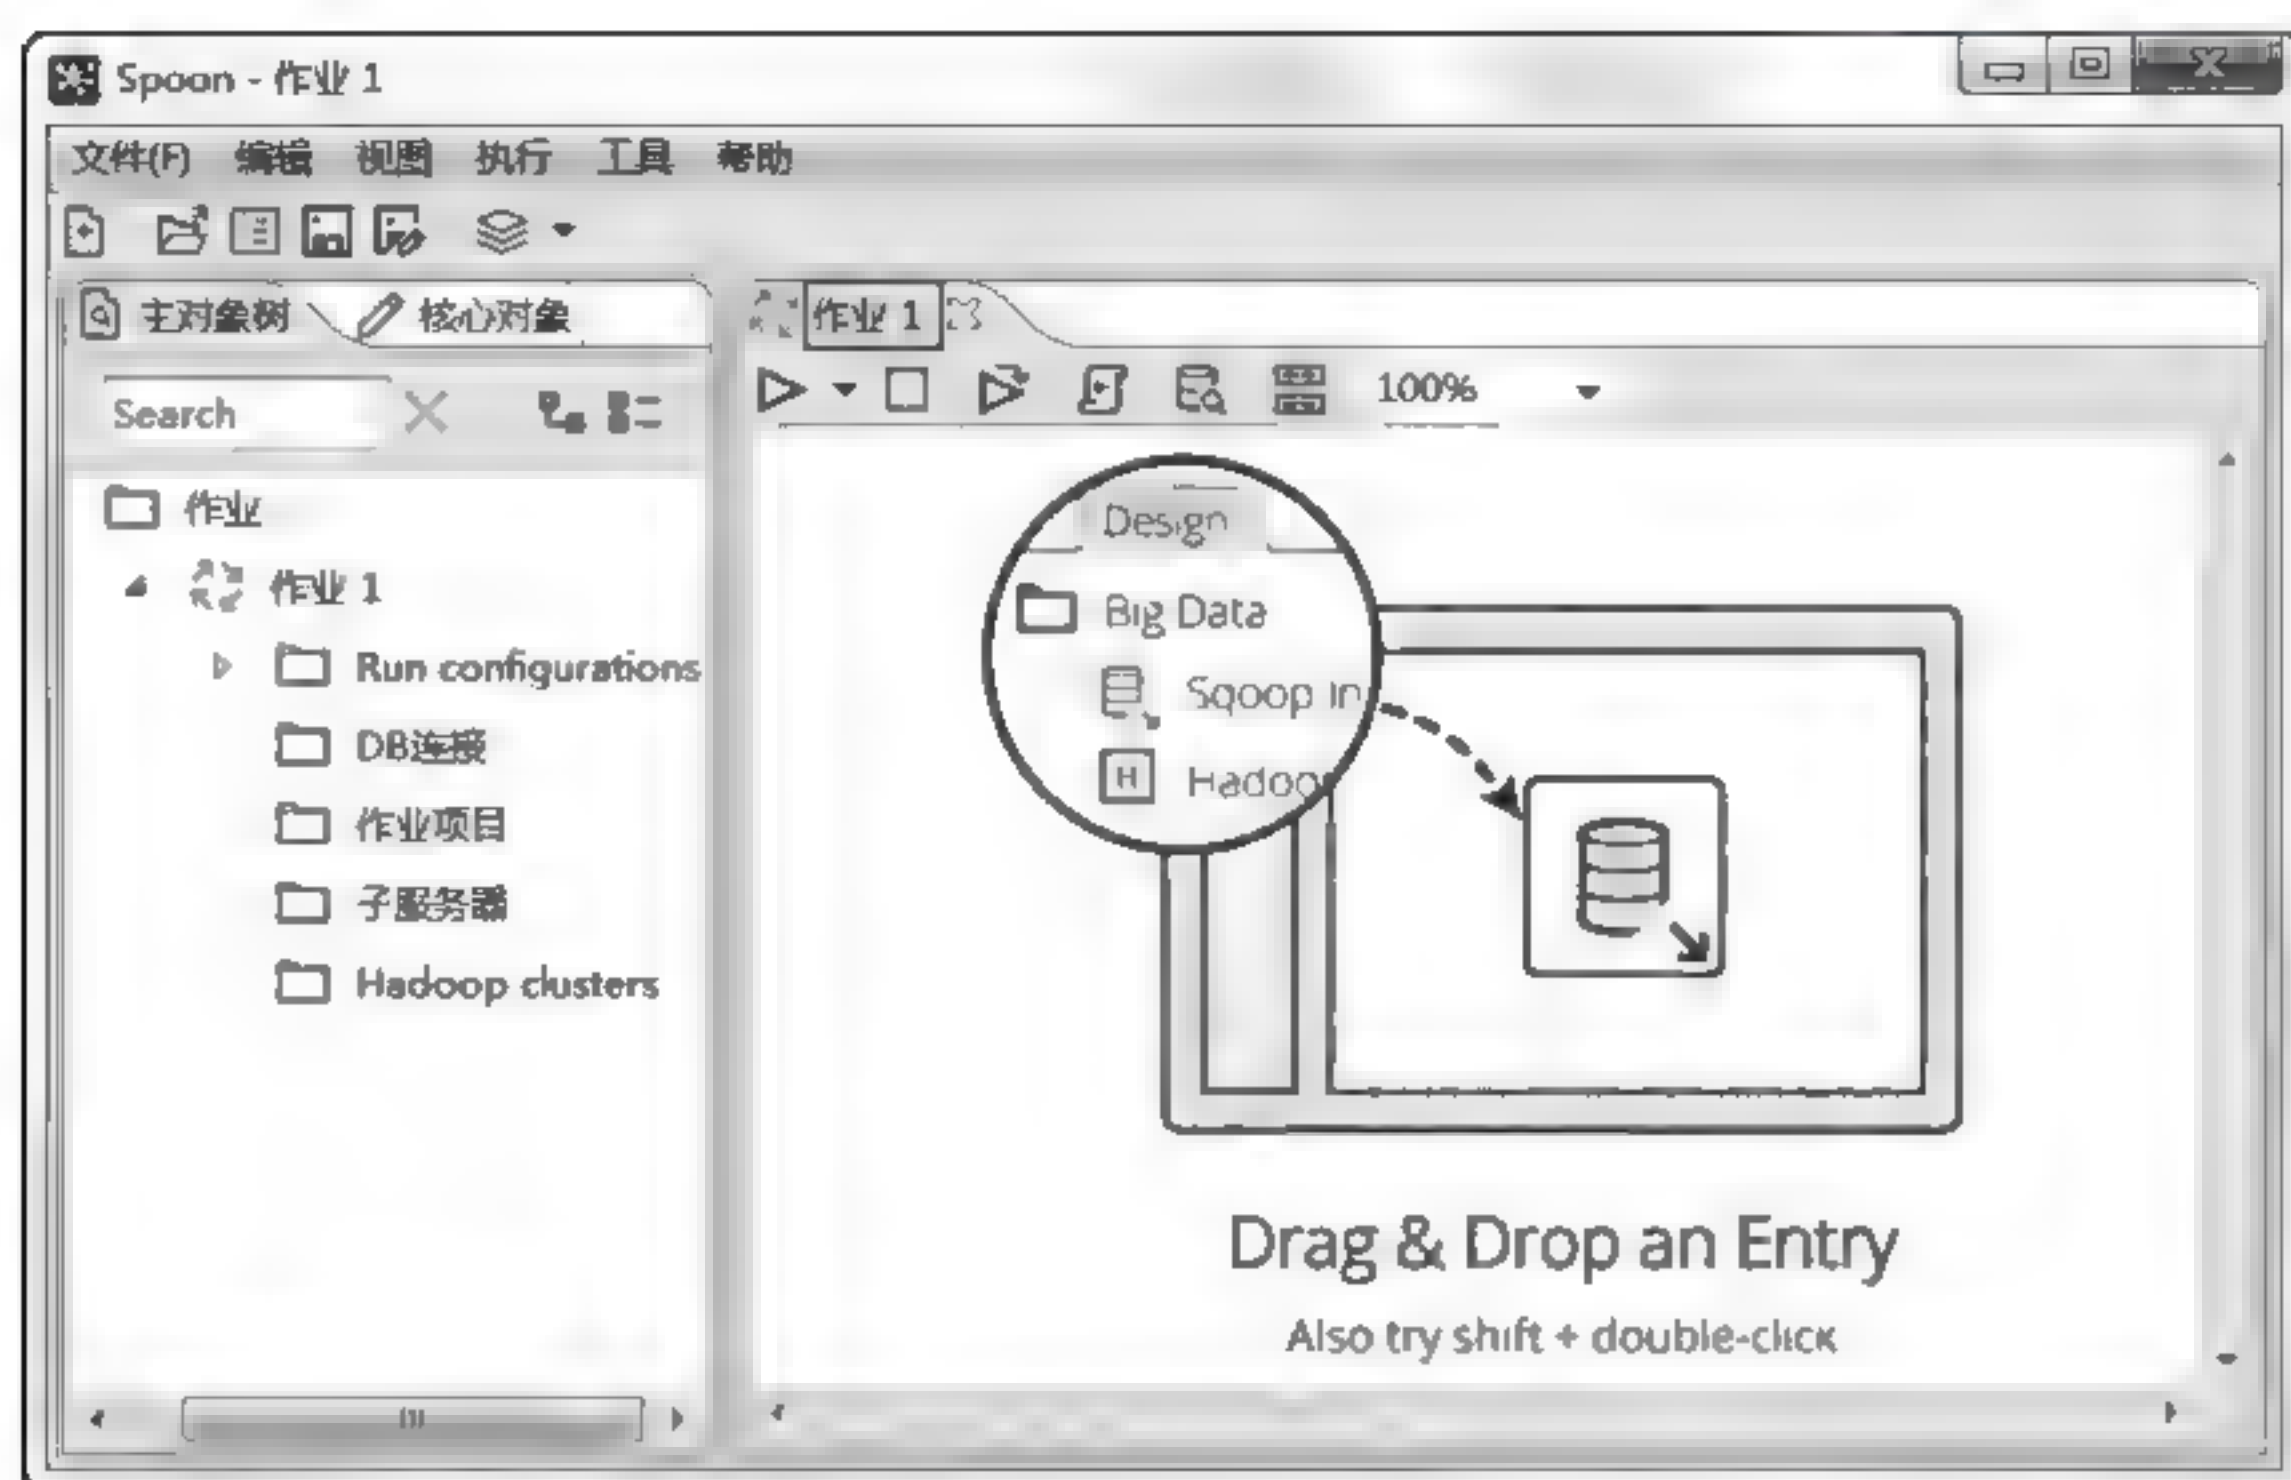 Spoon - 作业 1
文件(F) 编辑 视图 执行 工具 帮助
主对象树 核心对象
作业 1
100%
Search
作业
作业 1
Run configurations
DB连接
作业项目
子服务器
Hadoop clusters
Design
Big Data
Sqoop In
H Hadoop
Drag & Drop an Entry
Also try shift + double-click